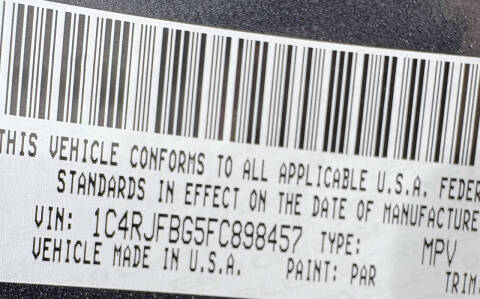 THIS VEHICLE CONFORMS TO ALL APPLICABLE U.S.A. FEDER
STANDARDS IN EFFECT ON THE DATE OF MANUFACTURE
VIN: 1C4RJFBG5FC898457 TYPE: MPV
VEHICLE MADE IN U.S.A. PAINT: PAR TRIM: